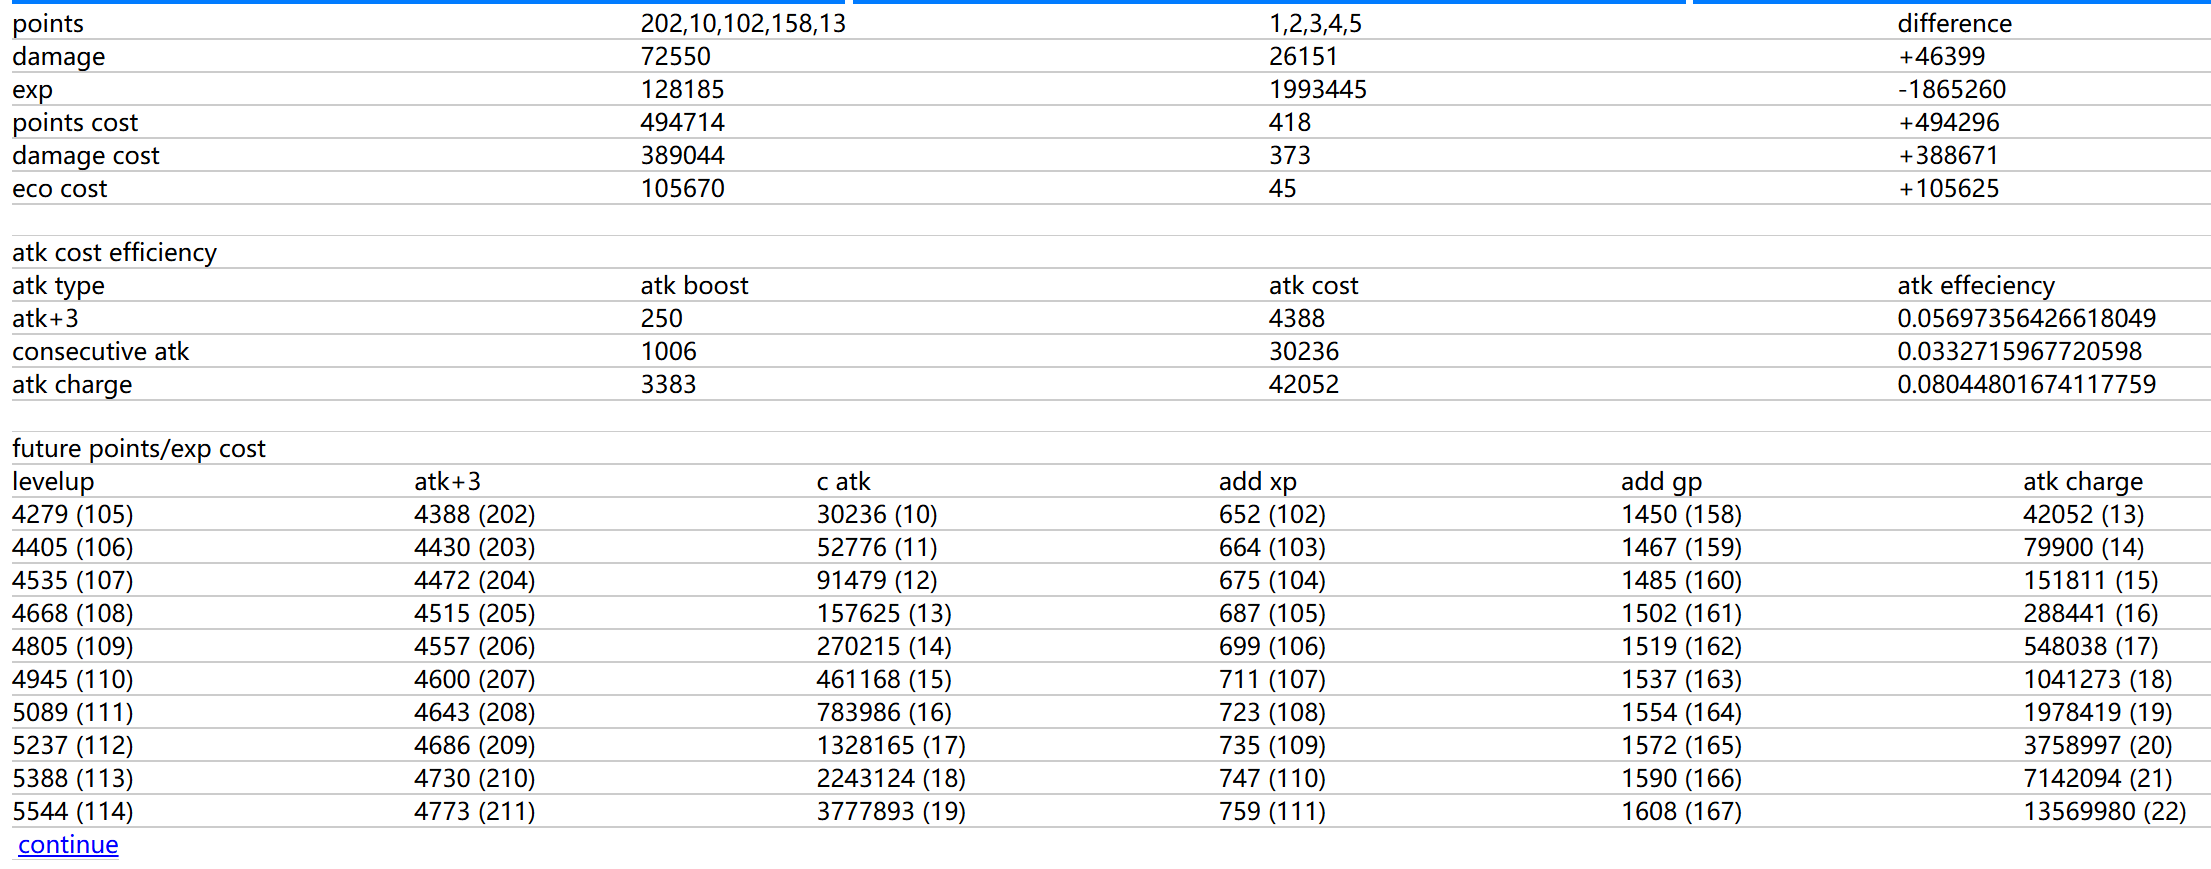 points 202,10,102,158,13 1,2,3,4,5 difference
damage 72550 26151 +46399
exp 128185 1993445 -1865260
points cost 494714 418 +494296
damage cost 389044 373 +388671
eco cost 105670 45 +105625
atk cost efficiency
atk type atk boost atk cost atk effeciency
atk+3 250 4388 0.05697356426618049
consecutive atk 1006 30236 0.0332715967720598
atk charge 3383 42052 0.08044801674117759
future points/exp cost
levelup atk+3 c atk add xp add gp atk charge
4279 (105) 4388 (202) 30236 (10) 652 (102) 1450 (158) 42052 (13)
4405 (106) 4430 (203) 52776 (11) 664 (103) 1467 (159) 79900 (14)
4535 (107) 4472 (204) 91479 (12) 675 (104) 1485 (160) 151811 (15)
4668 (108) 4515 (205) 157625 (13) 687 (105) 1502 (161) 288441 (16)
4805 (109) 4557 (206) 270215 (14) 699 (106) 1519 (162) 548038 (17)
4945 (110) 4600 (207) 461168 (15) 711 (107) 1537 (163) 1041273 (18)
5089 (111) 4643 (208) 783986 (16) 723 (108) 1554 (164) 1978419 (19)
5237 (112) 4686 (209) 1328165 (17) 735 (109) 1572 (165) 3758997 (20)
5388 (113) 4730 (210) 2243124 (18) 747 (110) 1590 (166) 7142094 (21)
5544 (114) 4773 (211) 3777893 (19) 759 (111) 1608 (167) 13569980 (22)
continue